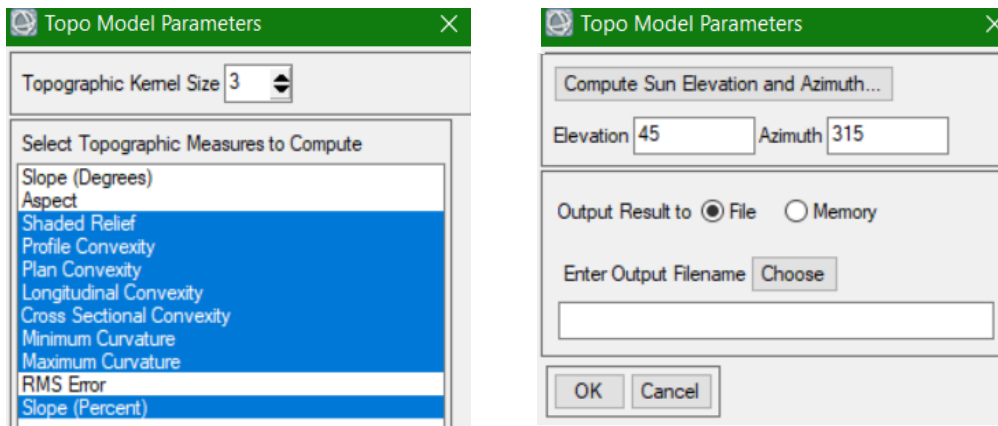 Topo Model Parameters
Topographic Kernel Size 3
Select Topographic Measures to Compute
Slope (Degrees)
Aspect
Shaded Relief
Profile Convexity
Plan Convexity
Longitudinal Convexity
Cross Sectional Convexity
Minimum Curvature
Maximum Curvature
RMS Error
Slope (Percent)
Topo Model Parameters
Compute Sun Elevation and Azimuth...
Elevation 45 Azimuth 315
Output Result to File Memory
Enter Output Filename Choose
OK Cancel